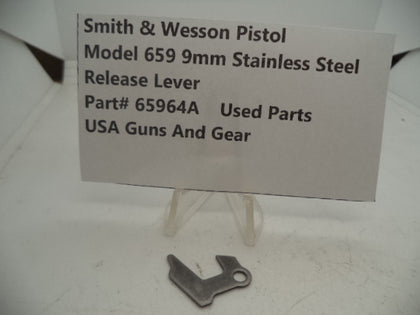 Smith & Wesson Pistol
Model 659 9mm Stainless Steel
Release Lever
Part# 65964A    Used Parts
USA Guns And Gear